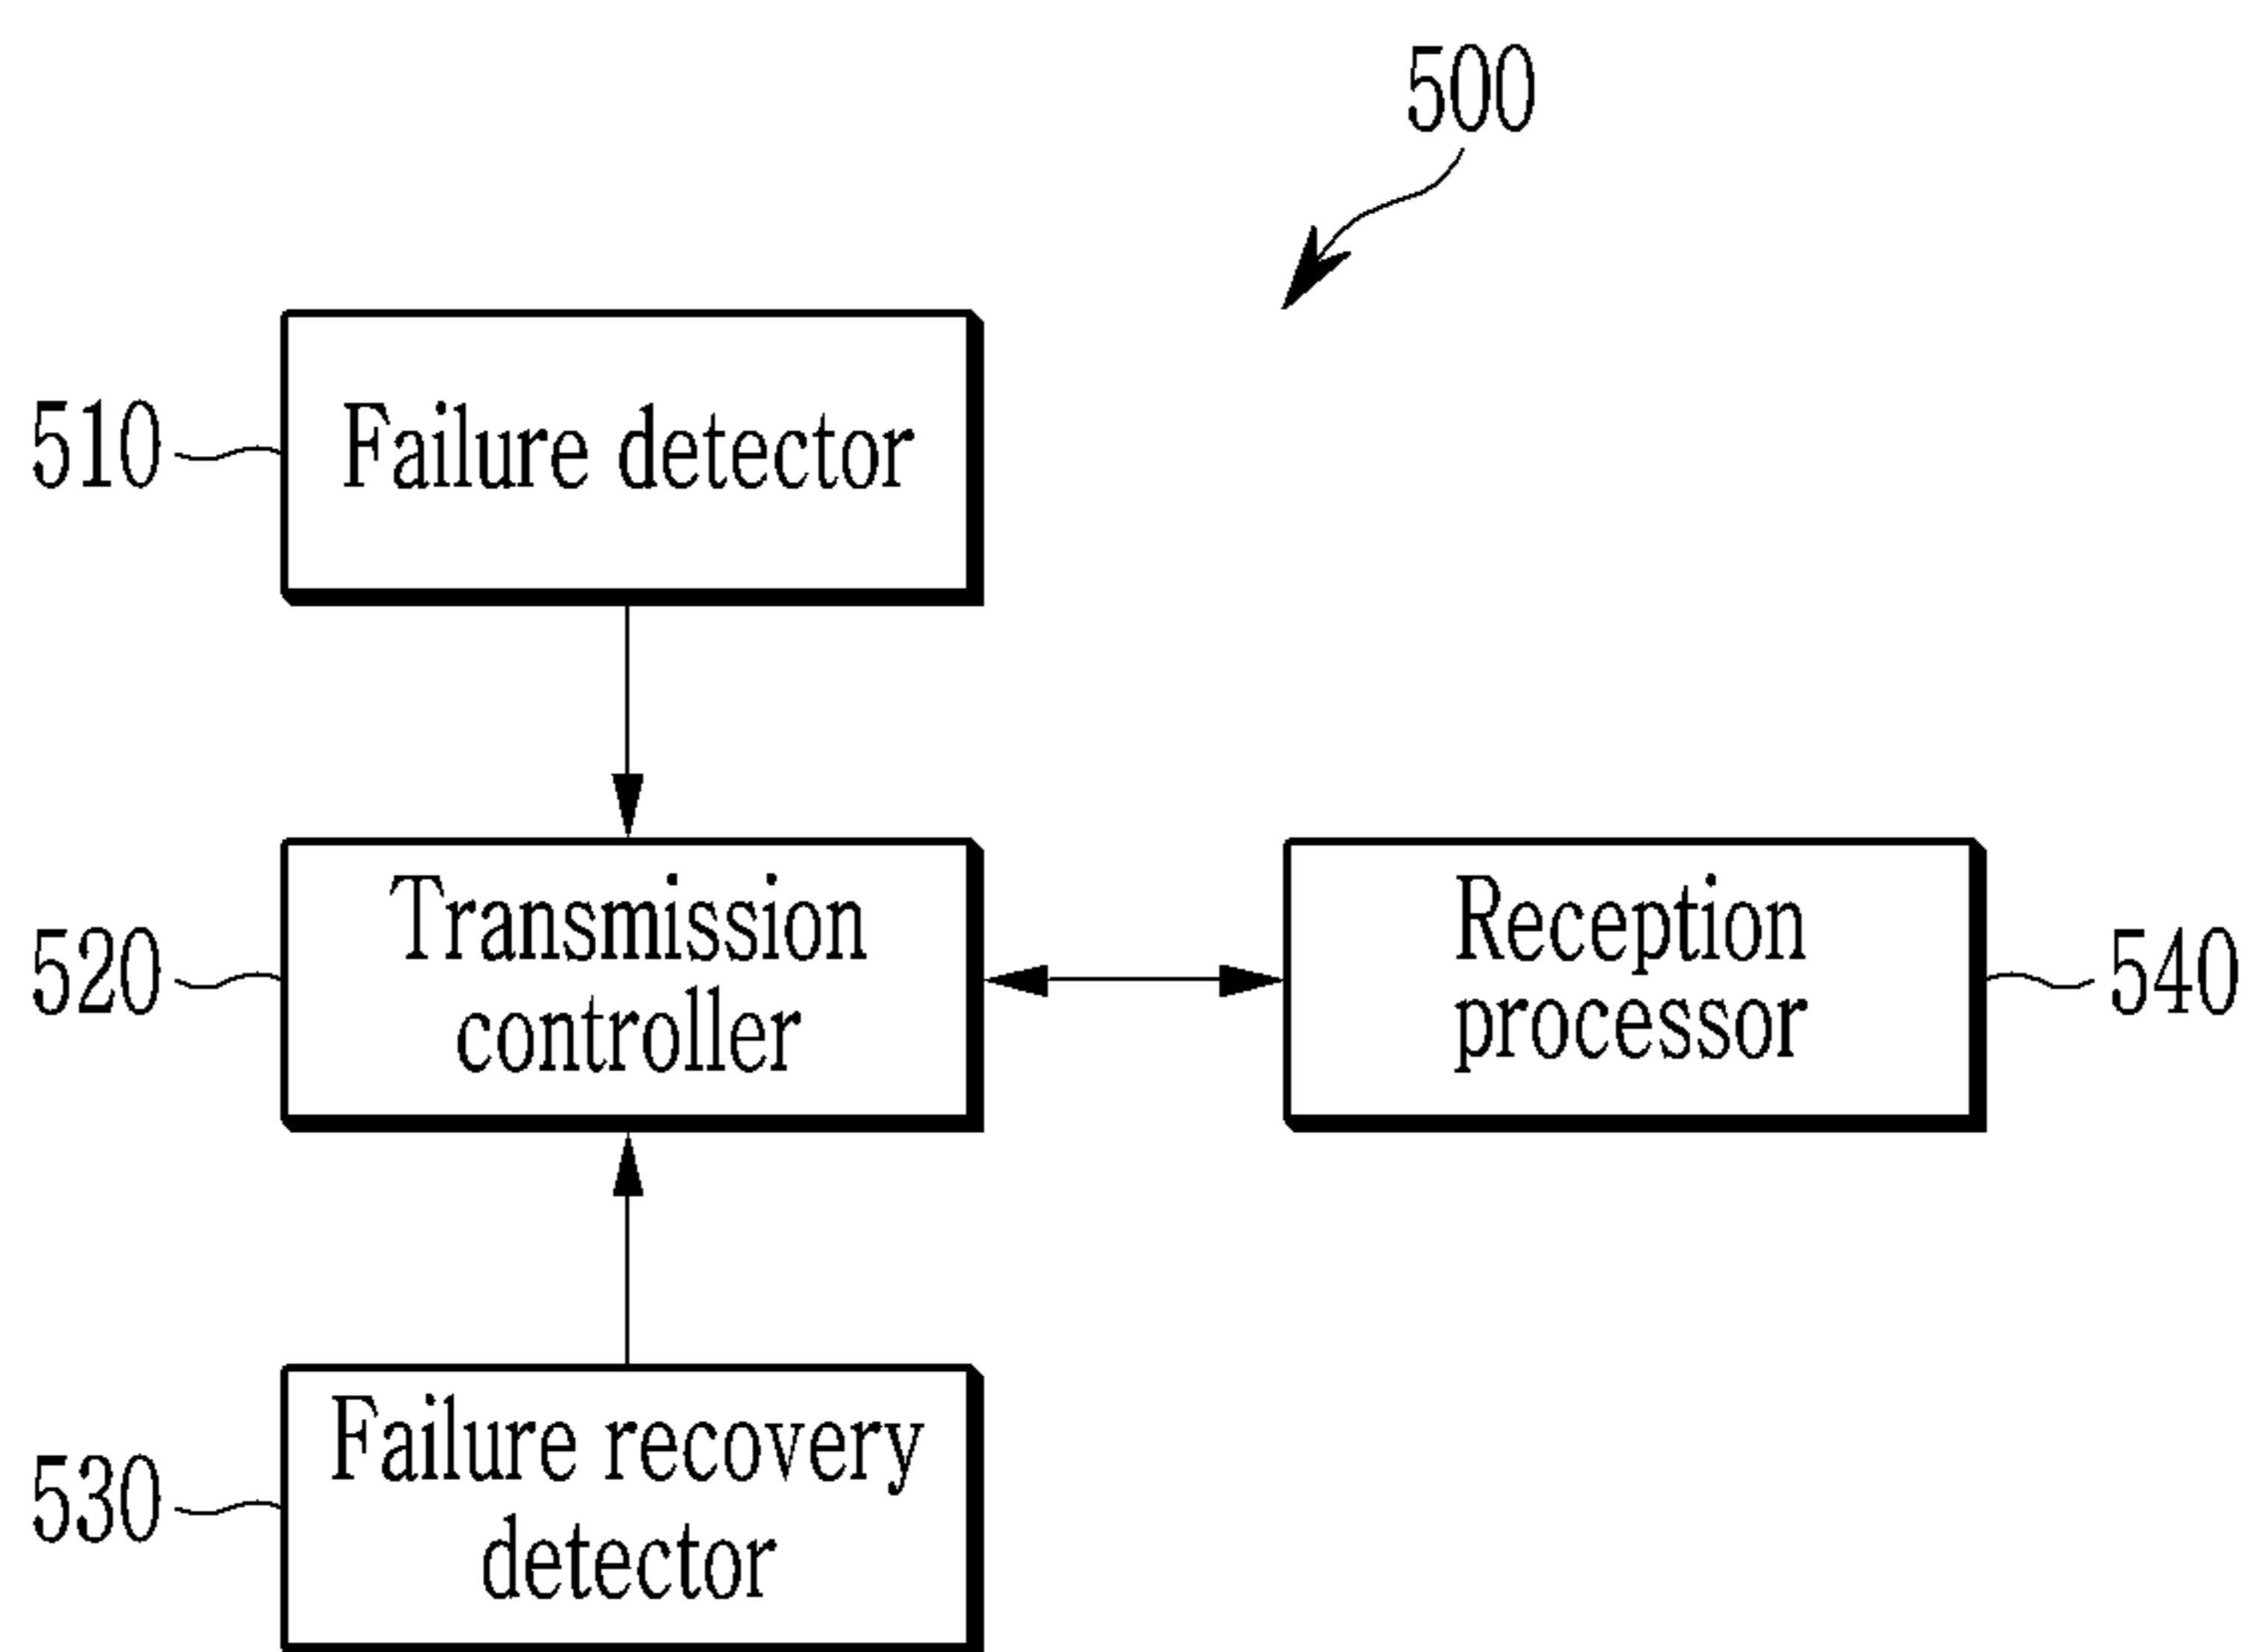 500
510
Failure detector
520
Transmission
controller
Reception
processor
540
530
Failure recovery
detector